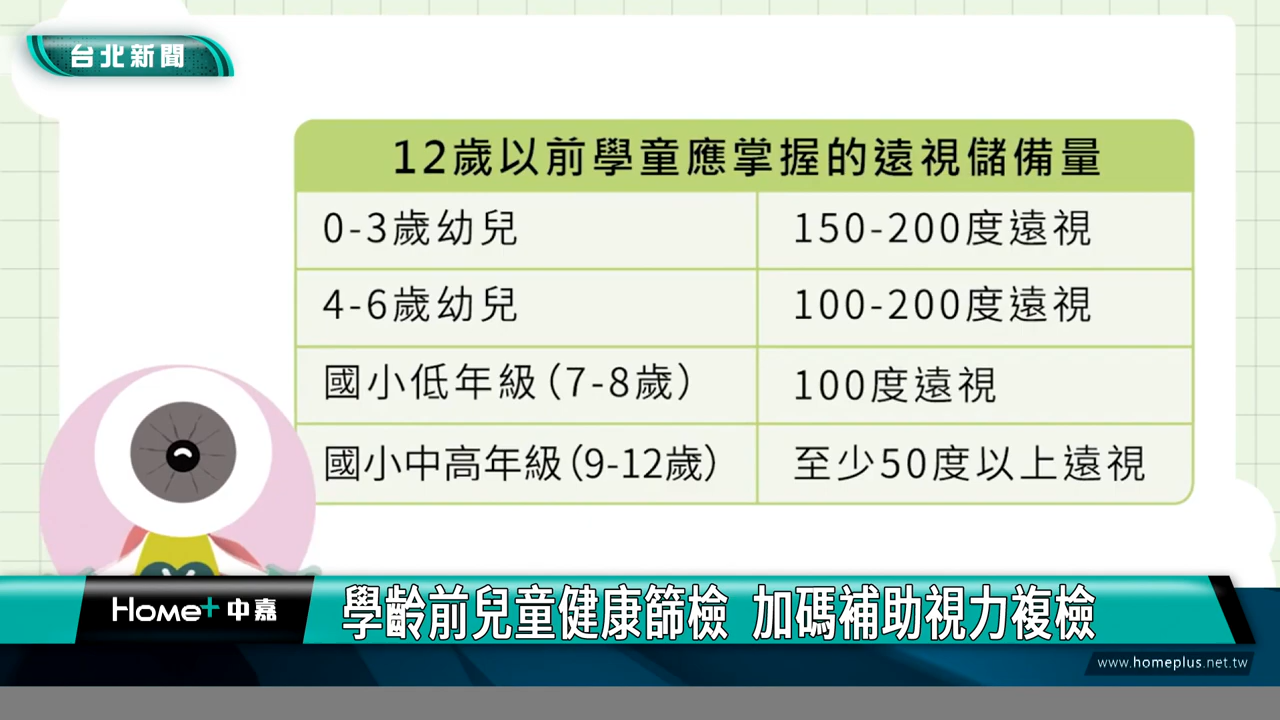 台北新聞
12歲以前學童應掌握的遠視儲備量
0-3歲幼兒 150-200度遠視
4-6歲幼兒 100-200度遠視
國小低年級(7-8歲) 100度遠視
國小中高年級(9-12歲) 至少50度以上遠視
Home+中嘉
學齡前兒童健康篩檢 加碼補助視力複檢
www.homeplus.net.tw